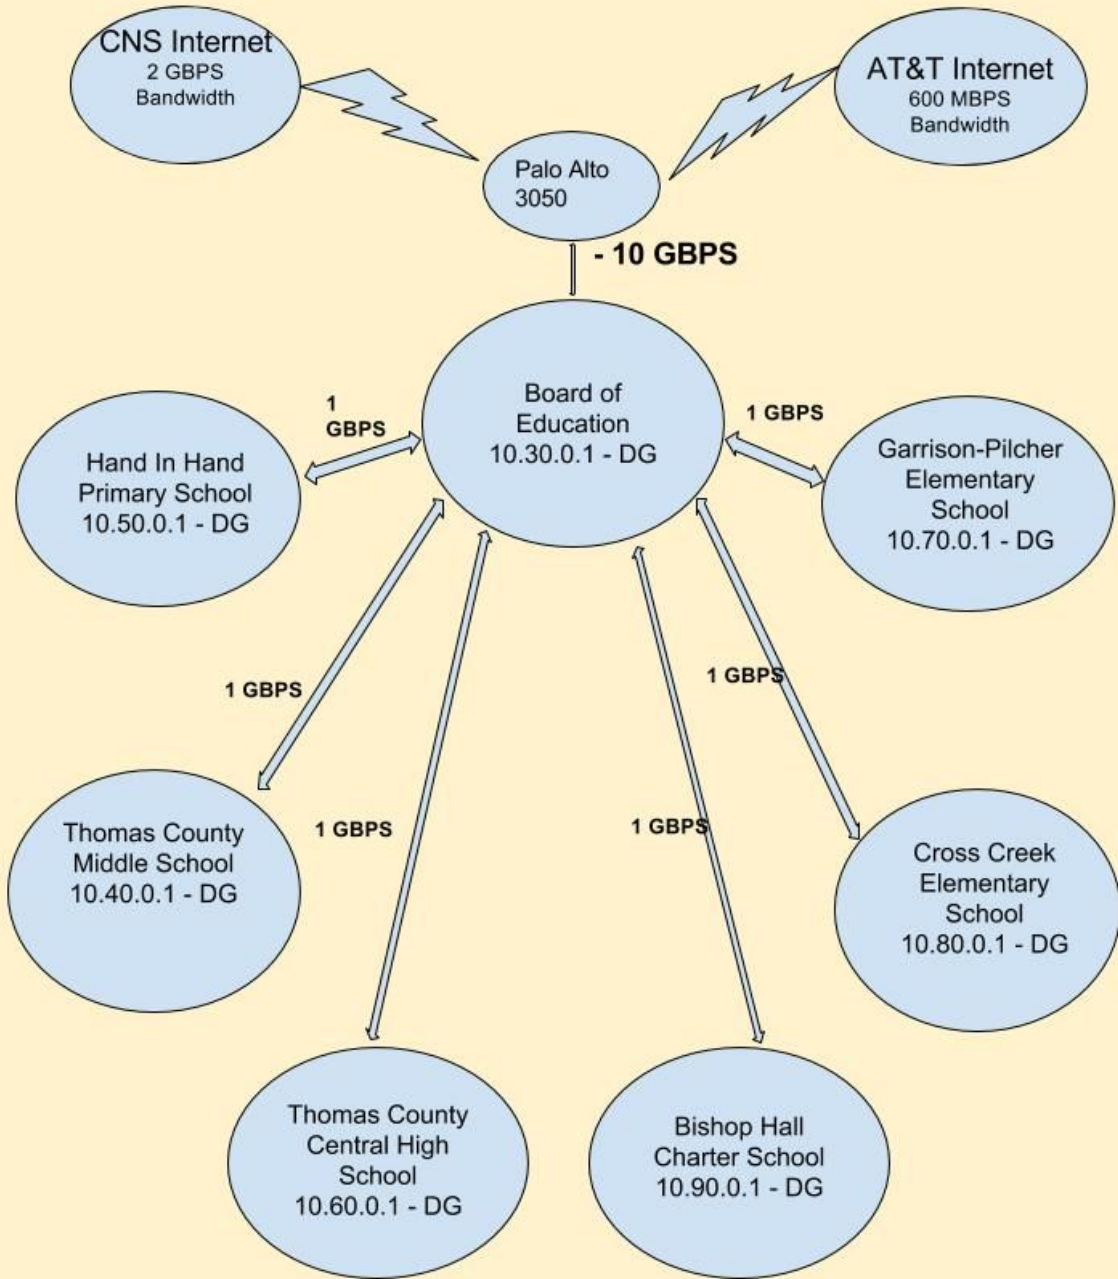 CNS Internet
2 GBPS
Bandwidth
AT&T Internet
600 MBPS
Bandwidth
Palo Alto
3050
- 10 GBPS
Board of
Education
10.30.0.1 - DG
1
GBPS
1 GBPS
Hand In Hand
Primary School
10.50.0.1 - DG
Garrison-Pilcher
Elementary
School
10.70.0.1 - DG
1 GBPS
1 GBPS
1 GBPS
1 GBPS
Thomas County
Middle School
10.40.0.1 - DG
Cross Creek
Elementary
School
10.80.0.1 - DG
Thomas County
Central High
School
10.60.0.1 - DG
Bishop Hall
Charter School
10.90.0.1 - DG